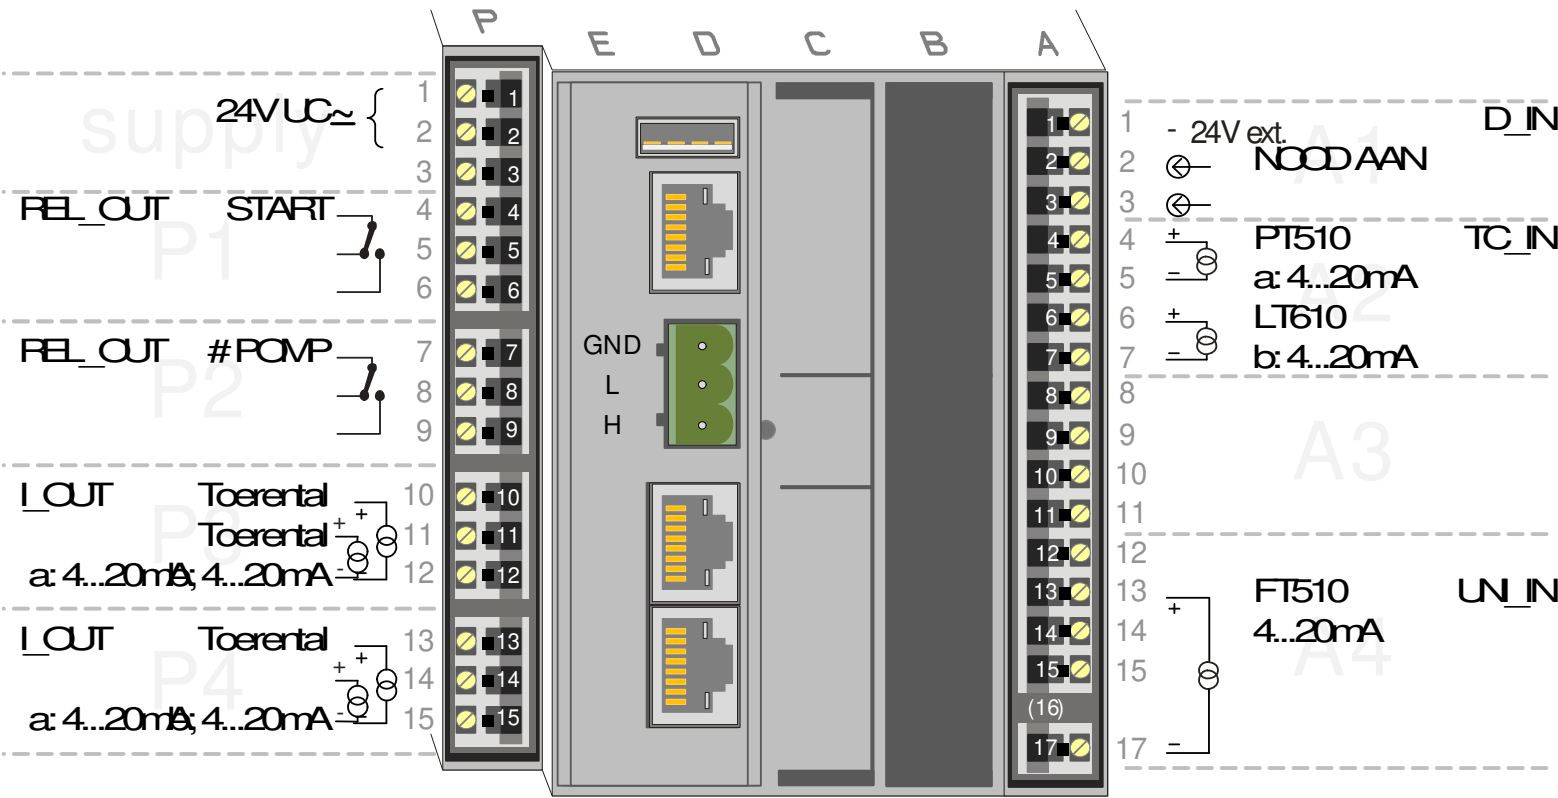 P
E D C B A
supply
24V UC≃
1 1
2 2
3 3
REL_OUT START
P1
4 4
5 5
6 6
REL_OUT # POMP
P2
7 7
8 8
9 9
I_OUT Toerental
Toerental
P3
a: 4...20mA; 4...20mA
10 10
11 11
12 12
I_OUT Toerental
P4
a: 4...20mA; 4...20mA
13 13
14 14
15 15
GND
L
H
1 1 - 24V ext. D_IN
2 2 NOOD AAN A1
3 3
4 4 + PT510 TC_IN
5 5 - a: 4...20mA A2
6 6 + LT610
7 7 - b: 4...20mA
8 8
9 9 A3
10 10
11 11
12 12
13 13 + FT510 UNI_IN
14 14 4...20mA A4
15 15
(16)
17 17 -